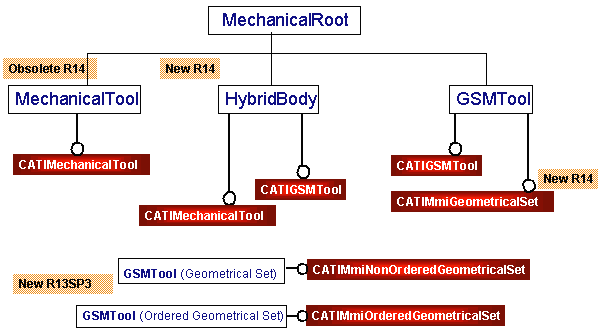 MechanicalRoot
Obsolete R14
New R14
MechanicalTool
HybridBody
GSMTool
CATIMechanicalTool
CATIGSMTool
CATIGSMTool
New R14
CATIMechanicalTool
CATIMmiGeometricalSet
GSMTool (Geometrical Set)
CATIMmiNonOrderedGeometricalSet
New R13SP3
GSMTool (Ordered Geometrical Set)
CATIMmiOrderedGeometricalSet